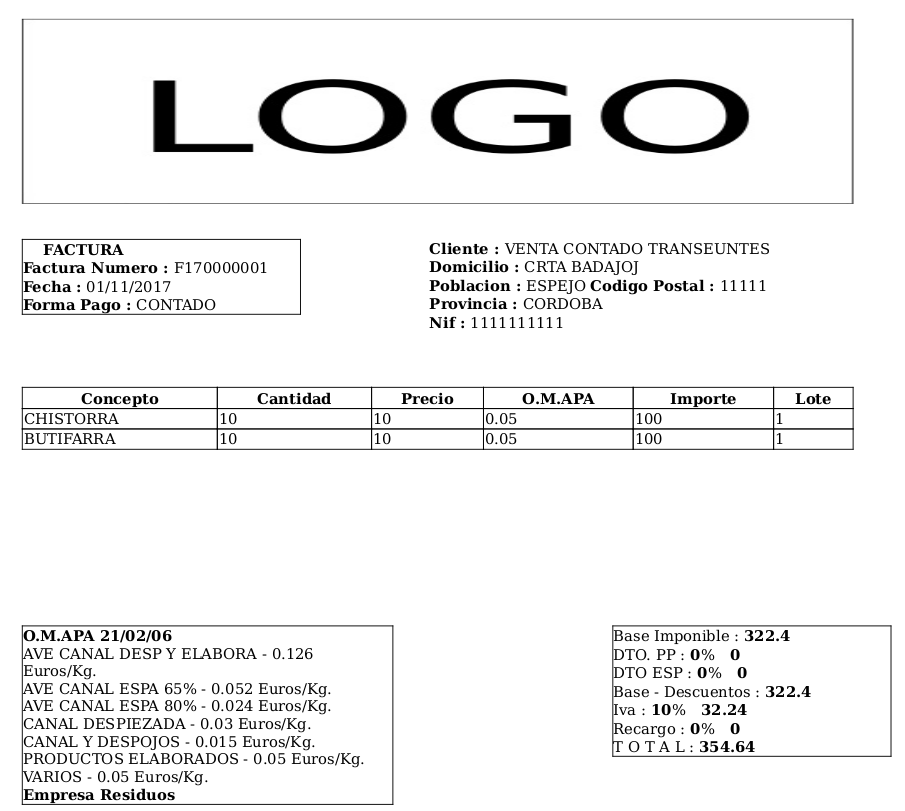 LOGO
FACTURA
Factura Numero : F170000001
Fecha : 01/11/2017
Forma Pago : CONTADO
Cliente : VENTA CONTADO TRANSEUNTES
Domicilio : CRTA BADAJOJ
Poblacion : ESPEJO Codigo Postal : 11111
Provincia : CORDOBA
Nif : 1111111111
Concepto Cantidad Precio O.M.APA Importe Lote
CHISTORRA 10 10 0.05 100 1
BUTIFARRA 10 10 0.05 100 1
O.M.APA 21/02/06
AVE CANAL DESP Y ELABORA - 0.126
Euros/Kg.
AVE CANAL ESPA 65% - 0.052 Euros/Kg.
AVE CANAL ESPA 80% - 0.024 Euros/Kg.
CANAL DESPIEZADA - 0.03 Euros/Kg.
CANAL Y DESPOJOS - 0.015 Euros/Kg.
PRODUCTOS ELABORADOS - 0.05 Euros/Kg.
VARIOS - 0.05 Euros/Kg.
Empresa Residuos
Base Imponible : 322.4
DTO. PP : 0% 0
DTO ESP : 0% 0
Base - Descuentos : 322.4
Iva : 10% 32.24
Recargo : 0% 0
T O T A L : 354.64